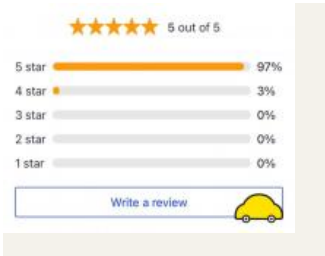 5 out of 5
5 star 97%
4 star 3%
3 star 0%
2 star 0%
1 star 0%
Write a review